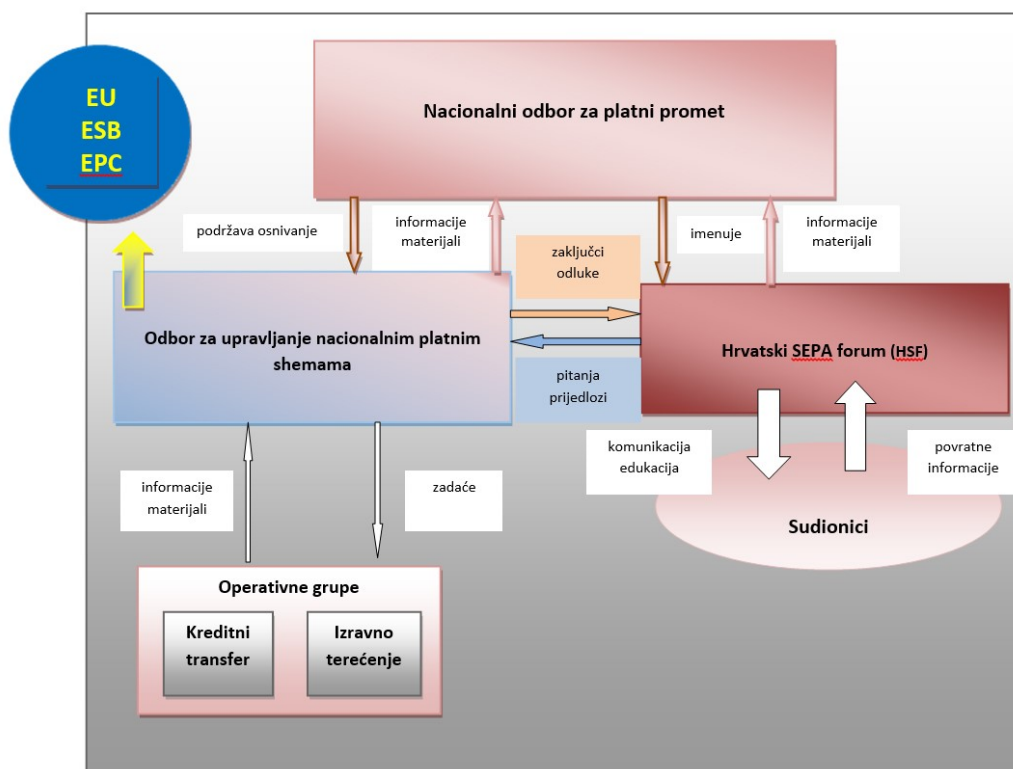 EU
ESB
EPC
Nacionalni odbor za platni promet
podržava osnivanje
informacije
materijali
imenuje
informacije
materijali
zaključci
odluke
Odbor za upravljanje nacionalnim platnim
shemama
Hrvatski SEPA forum (HSF)
pitanja
prijedlozi
komunikacija
edukacija
povratne
informacije
informacije
materijali
zadaće
Sudionici
Operativne grupe
Kreditni
transfer
Izravno
terećenje